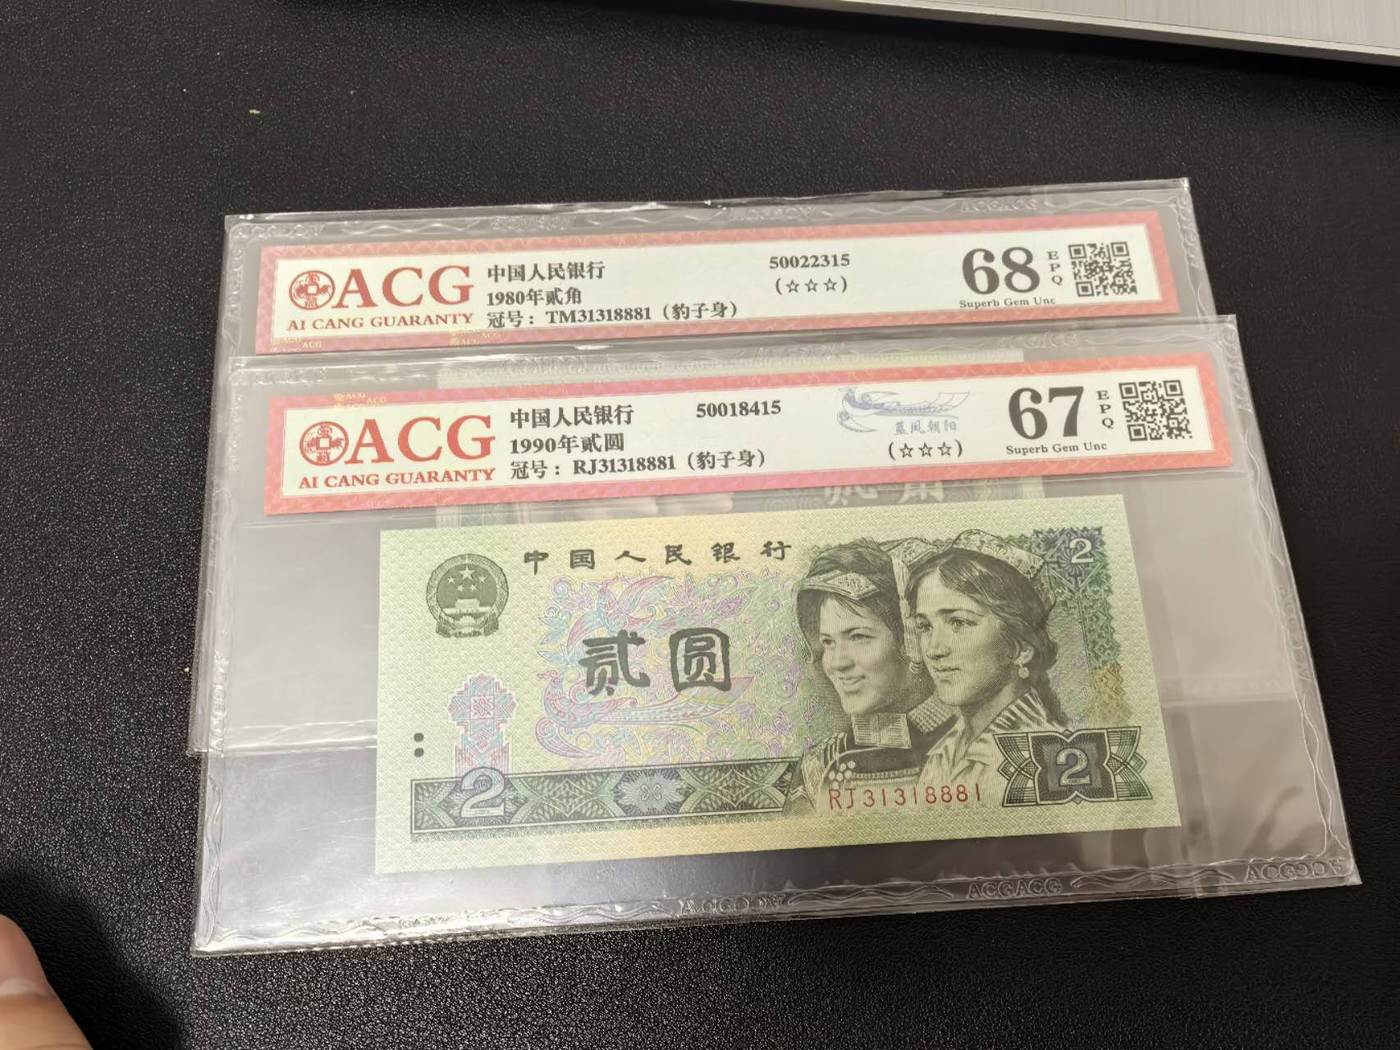 ACG
AI CANG GUARANTY
中国人民银行
1980年贰角
冠号：TM31318881（豹子身）
50022315
(☆☆☆)
68
EPQ
Superb Gem Unc
ACG
AI CANG GUARANTY
中国人民银行
1990年贰圆
冠号：RJ31318881（豹子身）
50018415
蓝凤朝阳
(☆☆☆)
67
EPQ
Superb Gem Unc
贰角
中国人民银行
贰圆
2
2
2
RJ31318881
ACGACG